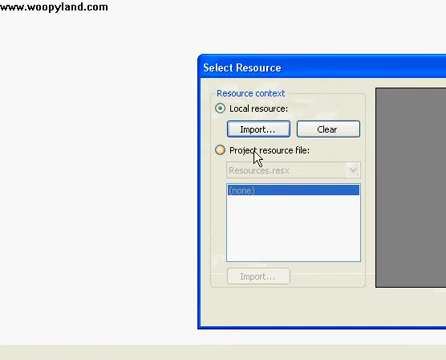 www.woopyland.com
Select Resource
Resource context
Local resource:
Import...
Clear
Project resource file:
Resources.resx
(none)
Import...